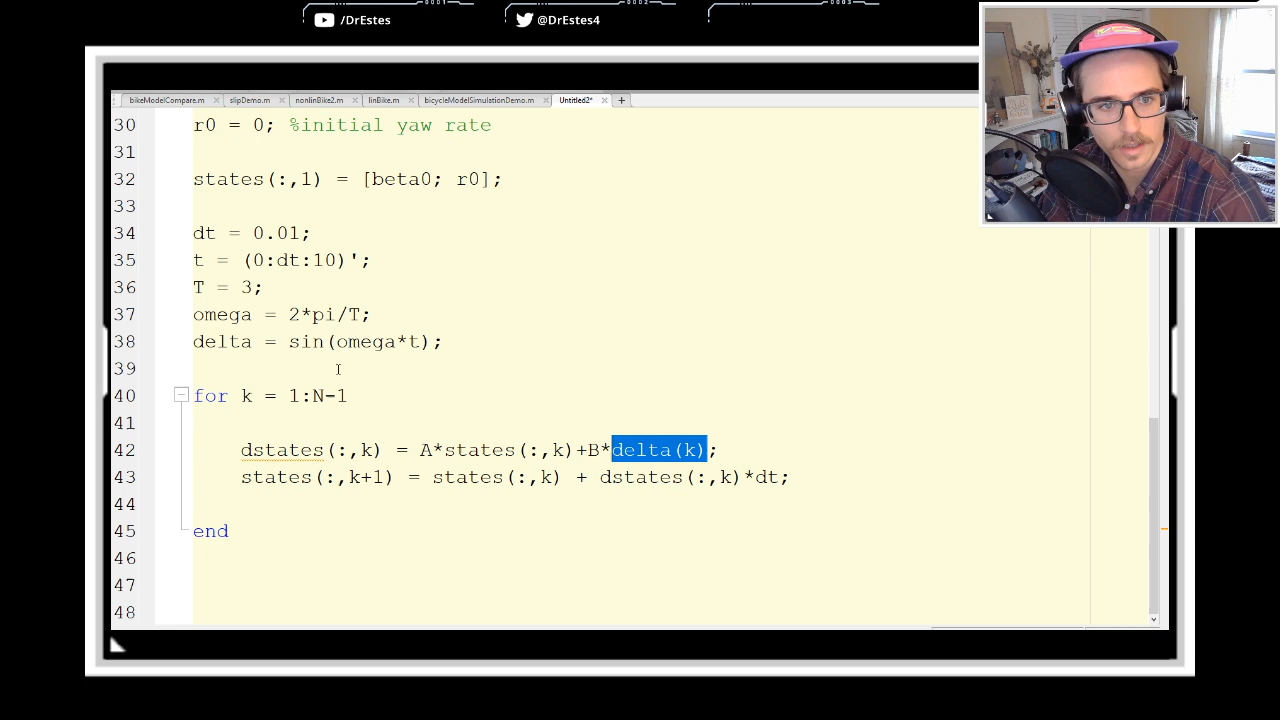 0001
0002
0003
/DrEstes
@DrEstes4
bikeModelCompare.m
slipDemo.m
nonlinBike2.m
linBike.m
bicycleModelSimulationDemo.m
Untitled2*
30 r0 = 0; %initial yaw rate
31
32 states(:,1) = [beta0; r0];
33
34 dt = 0.01;
35 t = (0:dt:10)';
36 T = 3;
37 omega = 2*pi/T;
38 delta = sin(omega*t);
39
40 for k = 1:N-1
41
42 dstates(:,k) = A*states(:,k)+B*delta(k);
43 states(:,k+1) = states(:,k) + dstates(:,k)*dt;
44
45 end
46
47
48